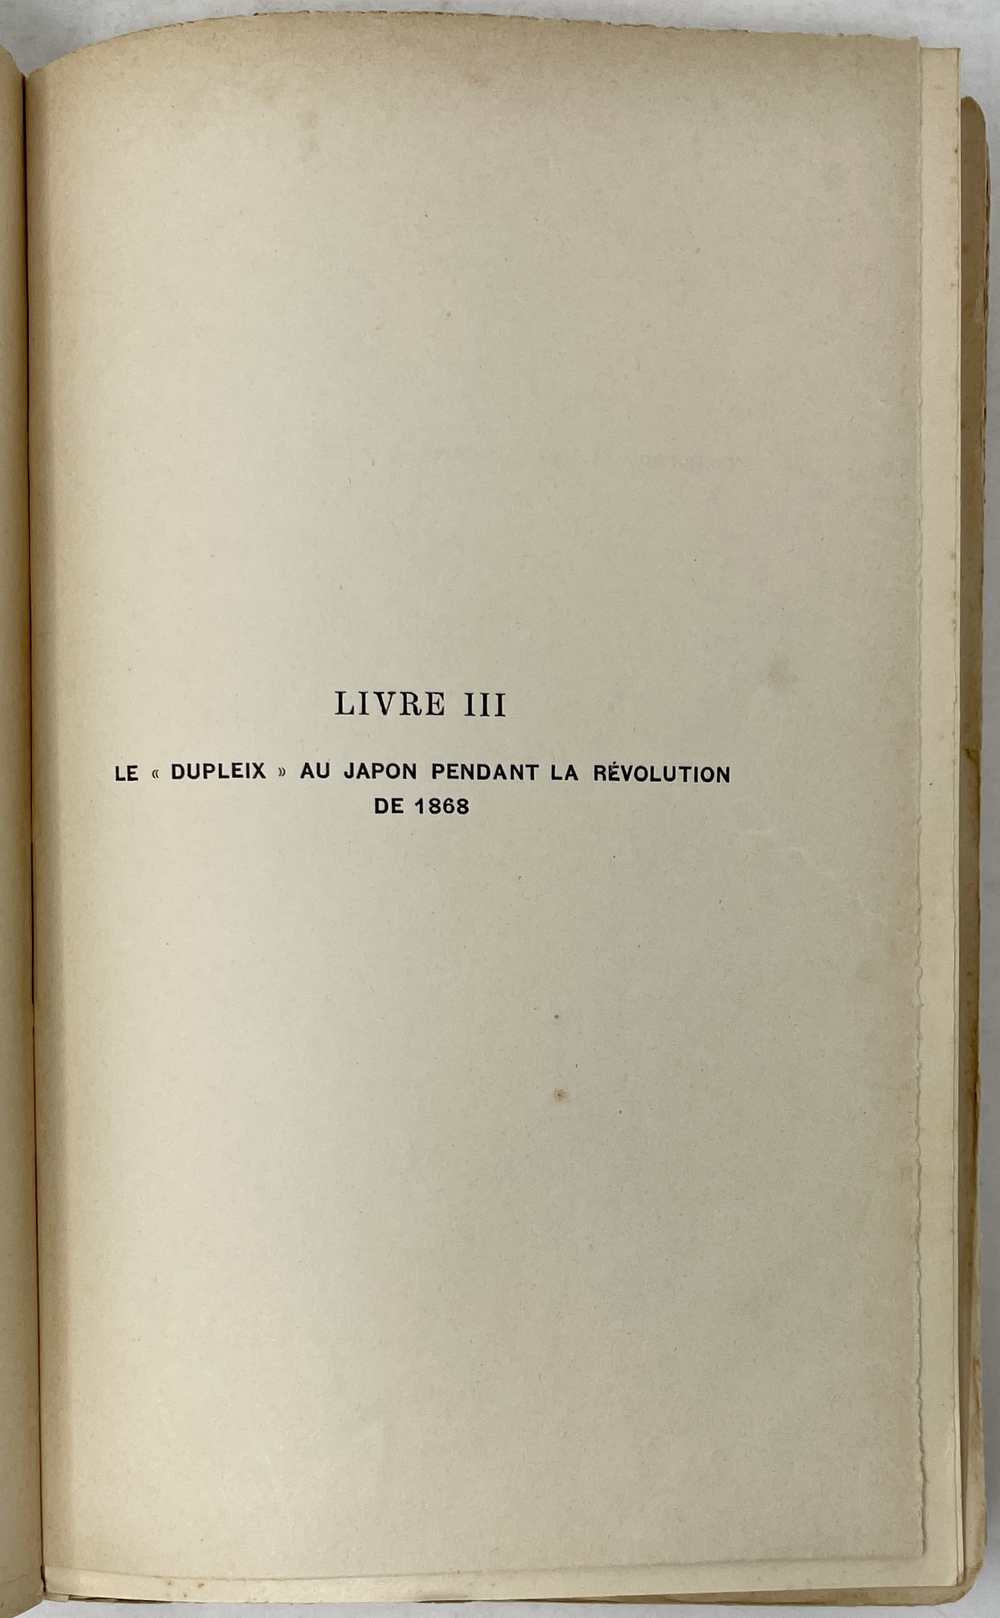 LIVRE III
LE « DUPLEIX » AU JAPON PENDANT LA RÉVOLUTION
DE 1868